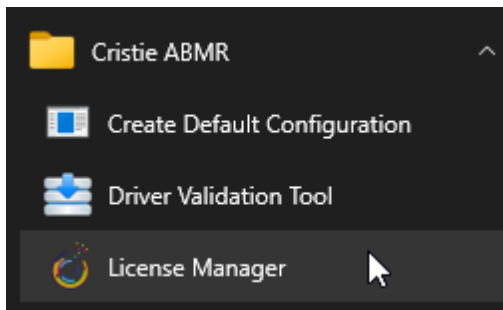 Cristie ABMR
Create Default Configuration
Driver Validation Tool
License Manager